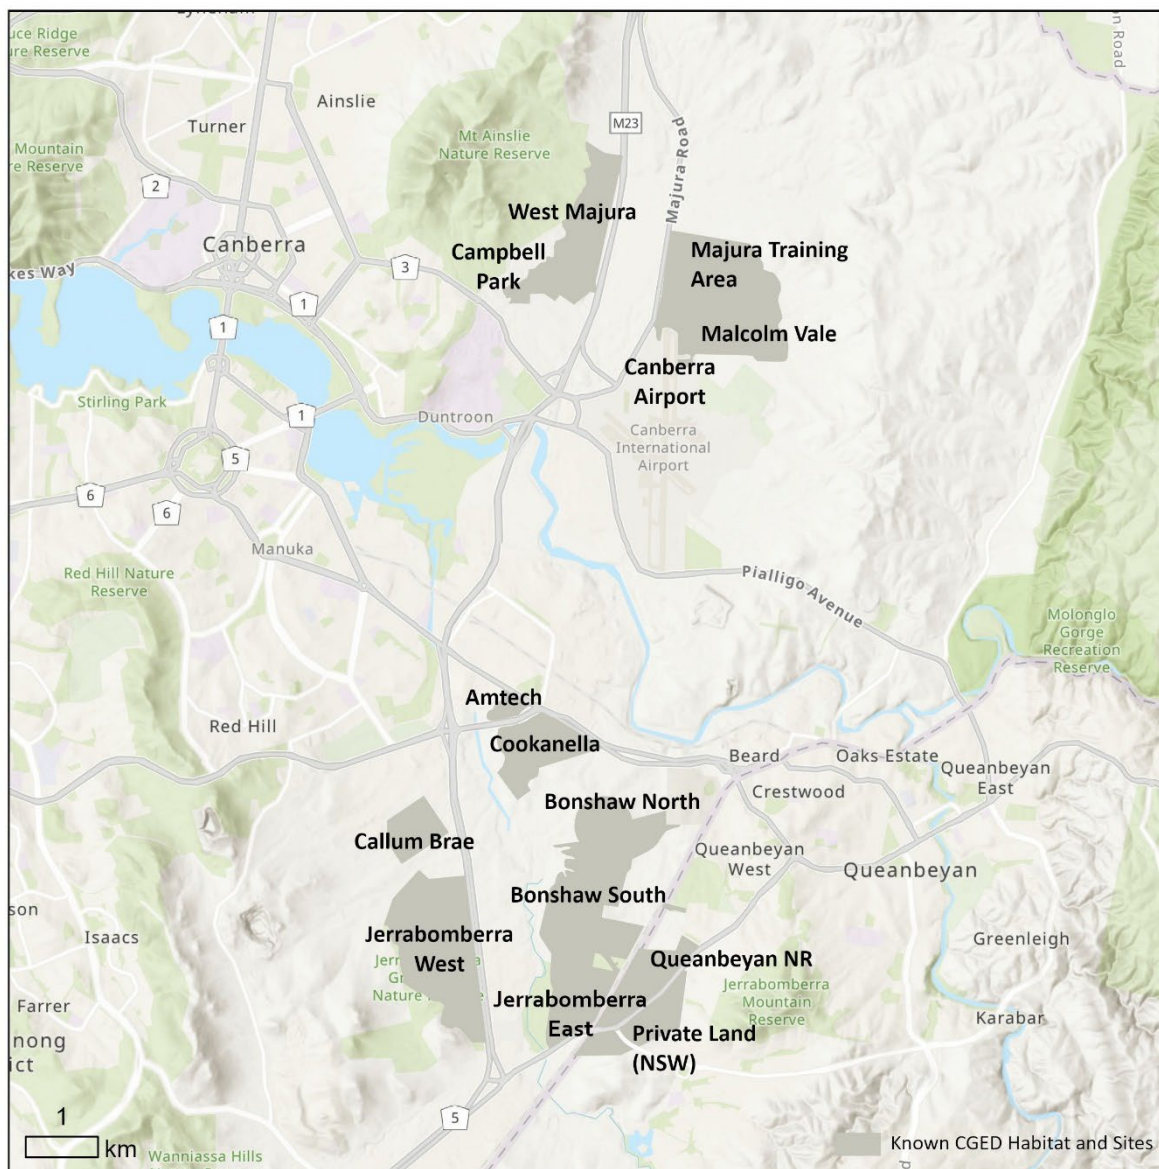 uce Ridge
ure Reserve
Ainslie
Turner
Mountain
re Reserve
2
Canberra
kes Way
1
3
1
Mt Ainslie
Nature Reserve
M23
Majura Road
on Road
West Majura
Campbell
Park
Majura Training
Area
Malcolm Vale
Canberra
Airport
Canberra
International
Airport
Stirling Park
1
Duntroon
5
6
6
Manuka
Red Hill Nature
Reserve
Pialligo Avenue
Molonglo
Gorge
Recreation
Reserve
Red Hill
Amtech
Cookanella
Beard
Oaks Estate
Queanbeyan
East
Crestwood
Bonshaw North
Callum Brae
Queanbeyan
West
Queanbeyan
Bonshaw South
son
Isaacs
Jerrabomberra
West
Jer
a
G
Nature
e
Queanbeyan NR
Greenleigh
Jerrabomberra
Mountain
Reserve
Farrer
Jerrabomberra
East
Karabar
nong
ict
Private Land
(NSW)
5
1
km
Wanniassa Hills
Known CGED Habitat and Sites